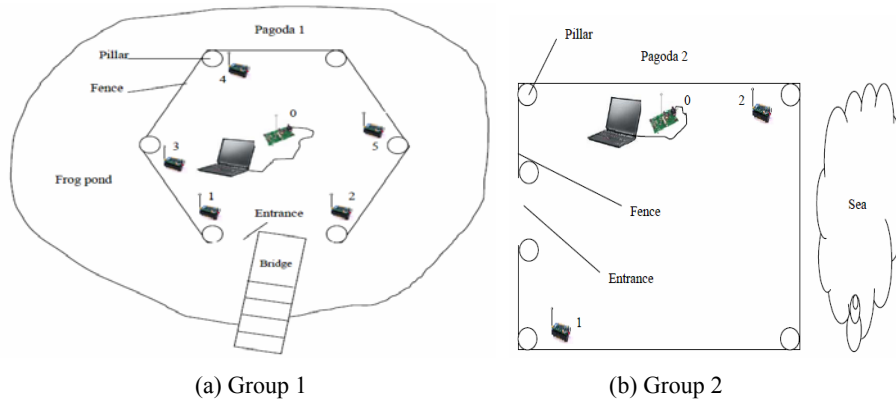 Pagoda 1
Pillar
4
Fence
0
3
5
Frog pond
1
2
Entrance
Bridge
(a) Group 1
Pillar
Pagoda 2
0
2
Fence
Sea
Entrance
1
(b) Group 2